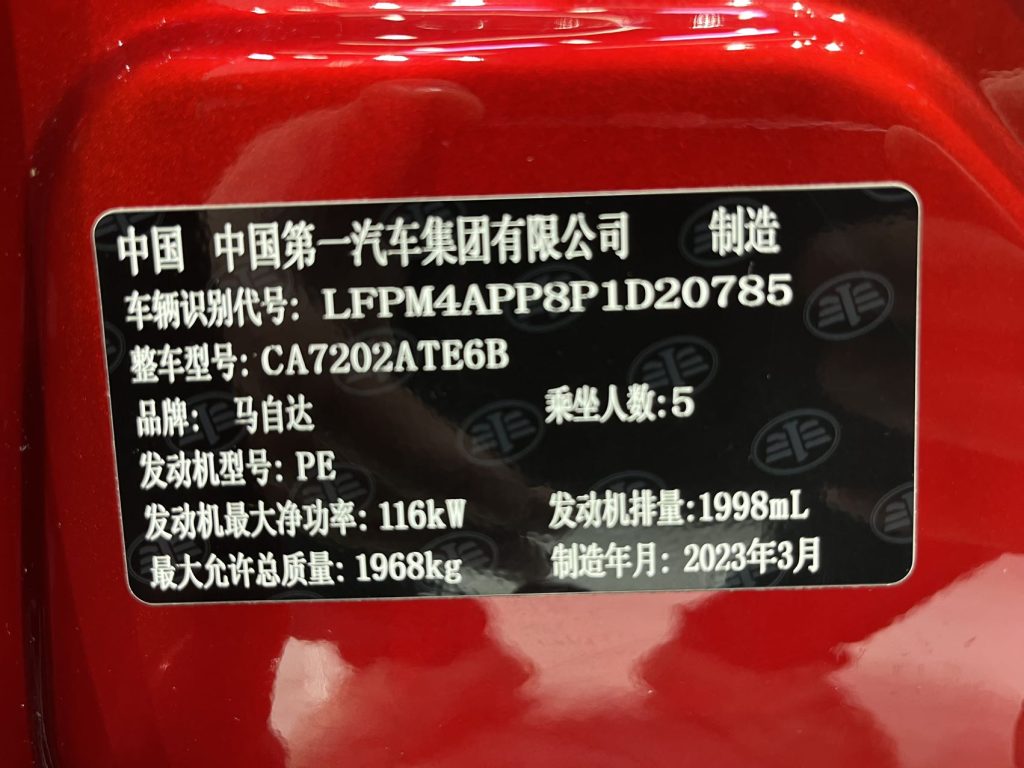 中国 中国第一汽车集团有限公司 制造
车辆识别代号: LFPM4APP8P1D20785
整车型号: CA7202ATE6B
品牌: 马自达 乘坐人数:5
发动机型号: PE
发动机最大净功率: 116kW 发动机排量:1998mL
最大允许总质量: 1968kg 制造年月: 2023年3月